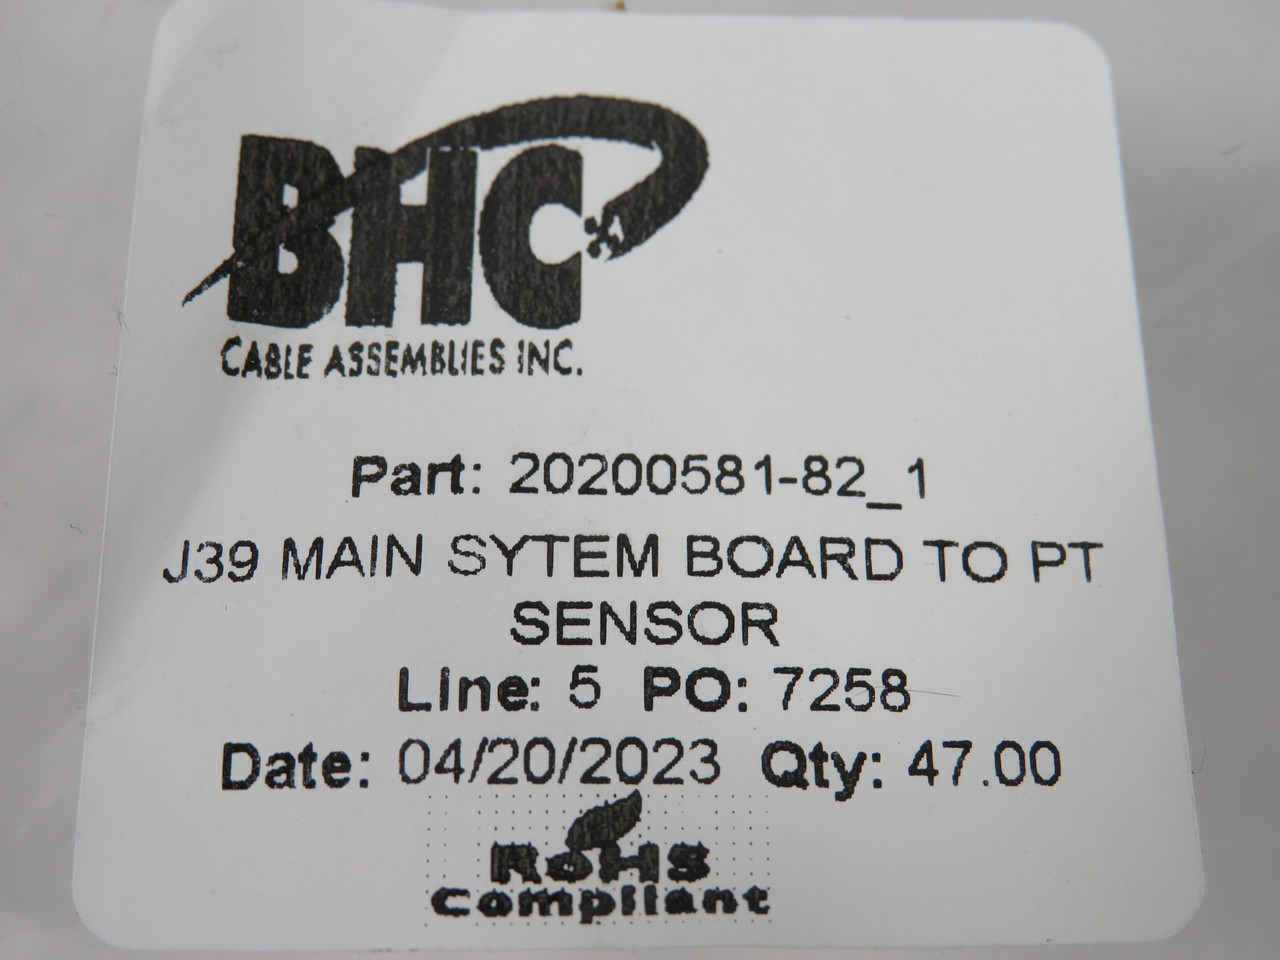 BHC
CABLE ASSEMBLIES INC.
Part: 20200581-82_1
J39 MAIN SYTEM BOARD TO PT
SENSOR
Line: 5 PO: 7258
Date: 04/20/2023 Qty: 47.00
RoHS
Compliant